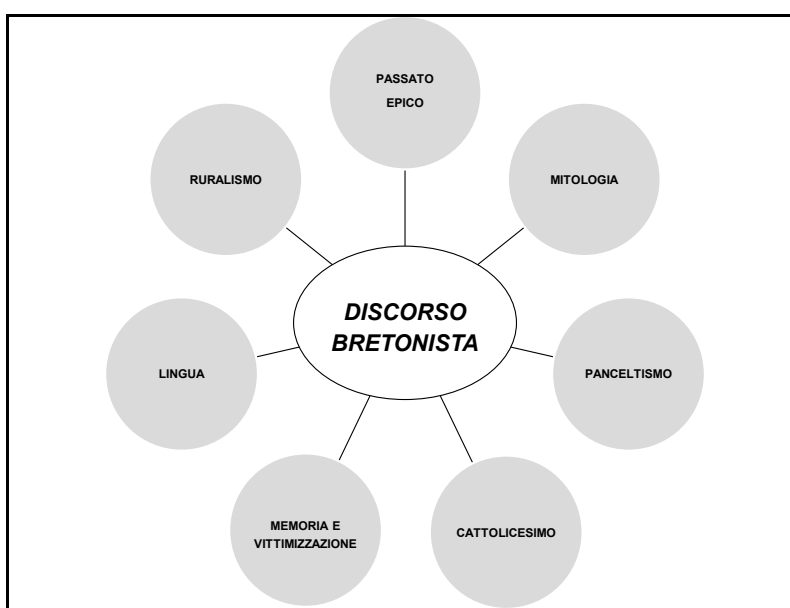 PASSATO
EPICO
RURALISMO
MITOLOGIA
DISCORSO
BRETONISTA
LINGUA
PANCELTISMO
MEMORIA E
VITTIMIZZAZIONE
CATTOLICESIMO